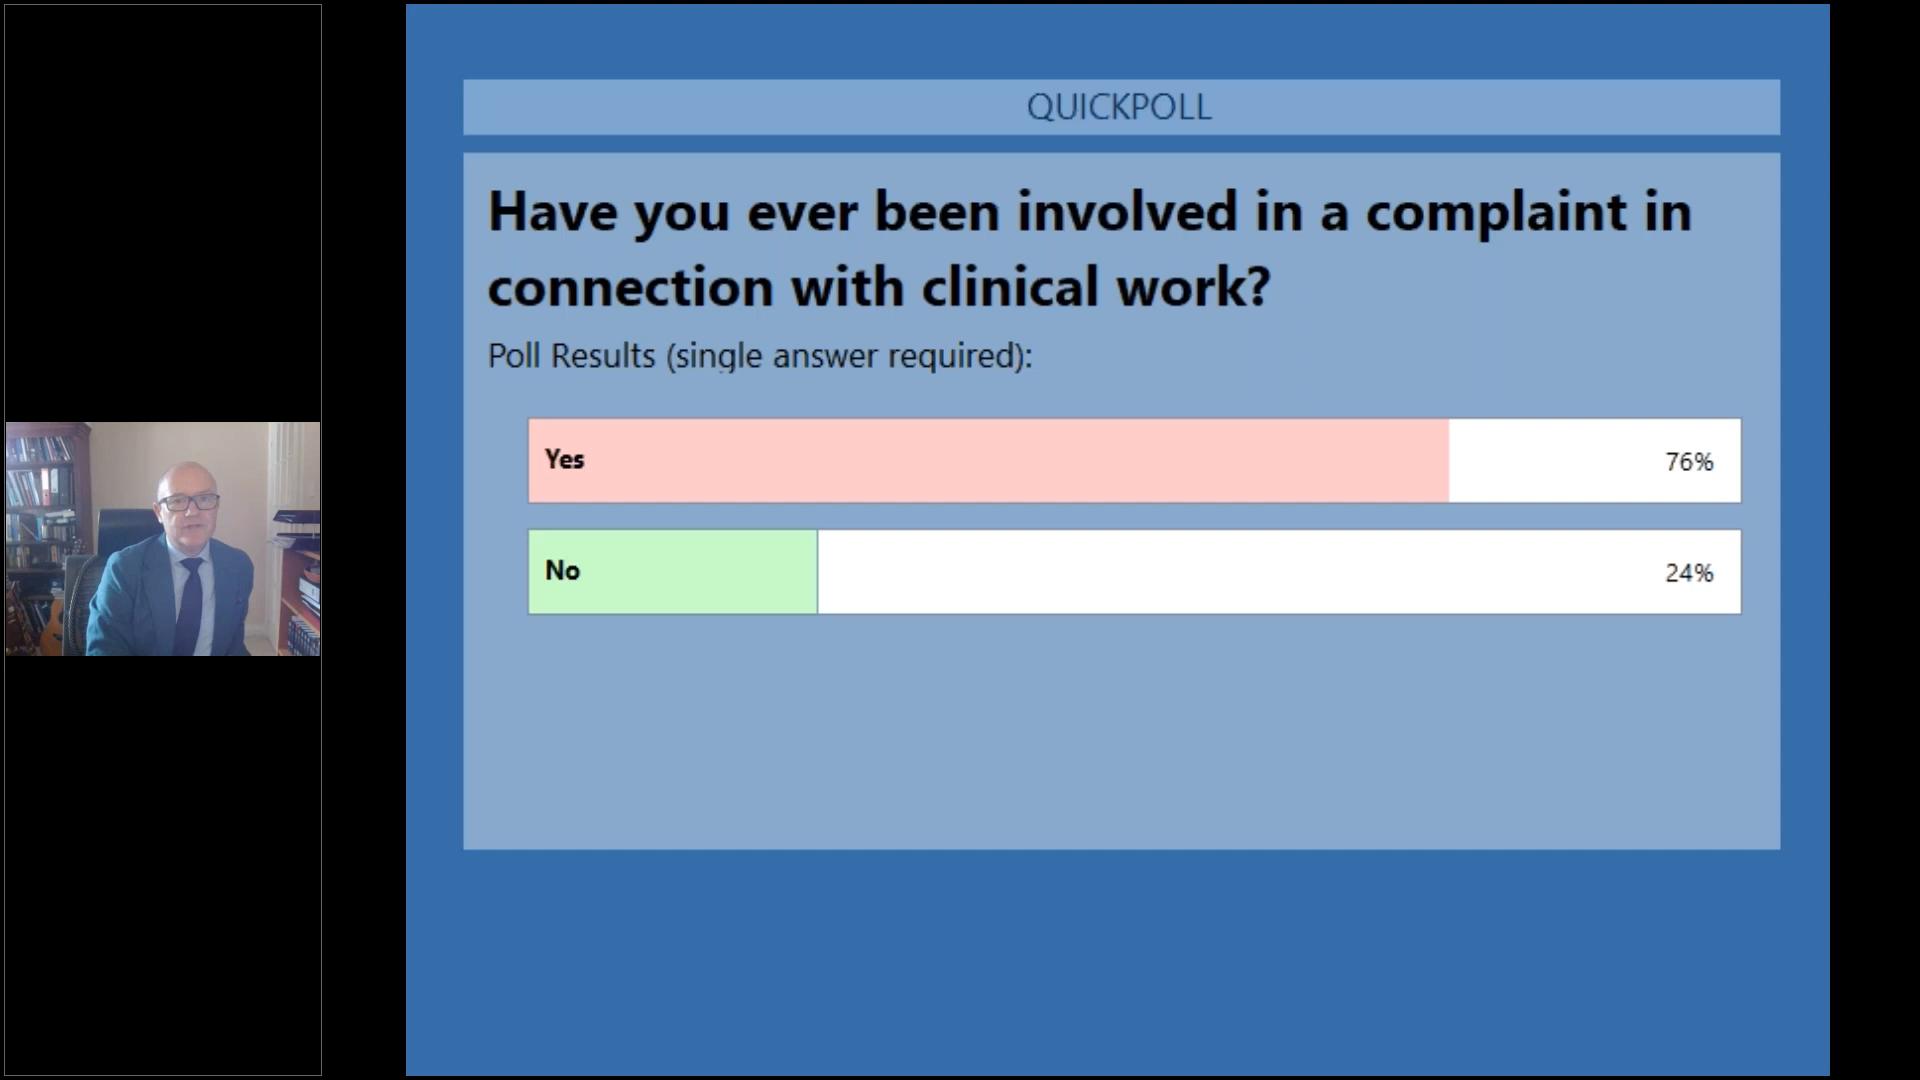 QUICKPOLL
Have you ever been involved in a complaint in
connection with clinical work?
Poll Results (single answer required):
Yes 76%
No 24%